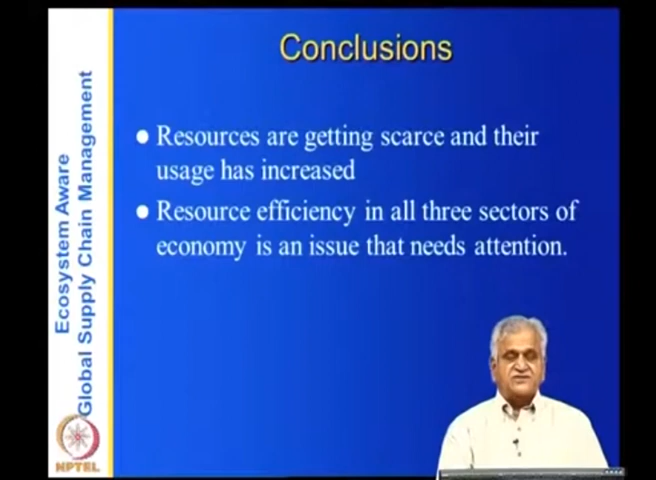 Conclusions
Resources are getting scarce and their
usage has increased
Resource efficiency in all three sectors of
economy is an issue that needs attention.
Ecosystem Aware
Global Supply Chain Management
NPTEL